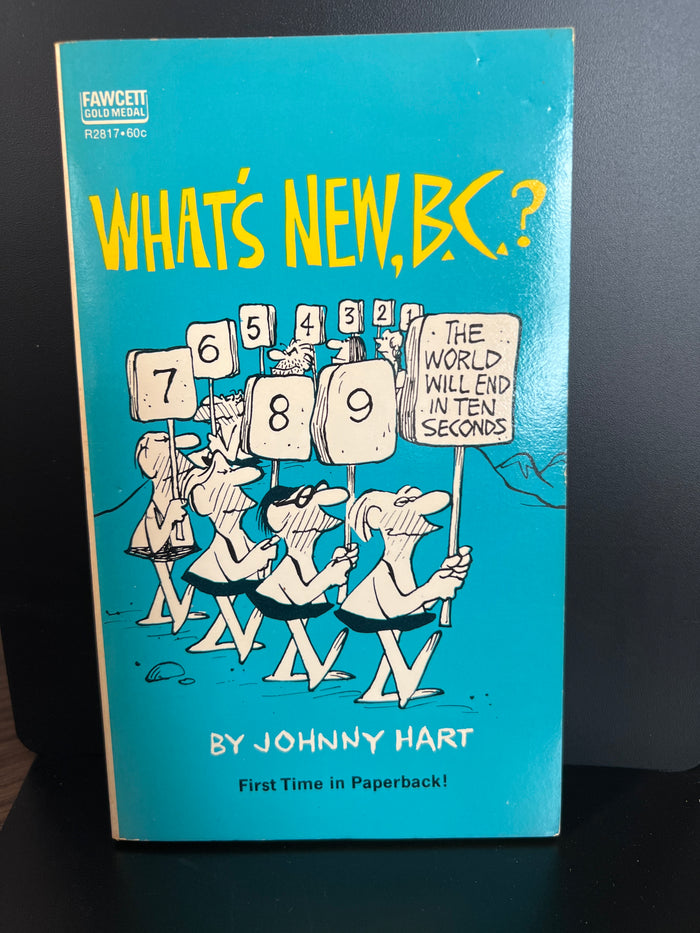 FAWCETT
GOLD MEDAL
R2817•60c
WHAT'S NEW, B.C.?
1
2
3
4
5
6
7
8
9
THE
WORLD
WILL END
IN TEN
SECONDS
BY JOHNNY HART
First Time in Paperback!